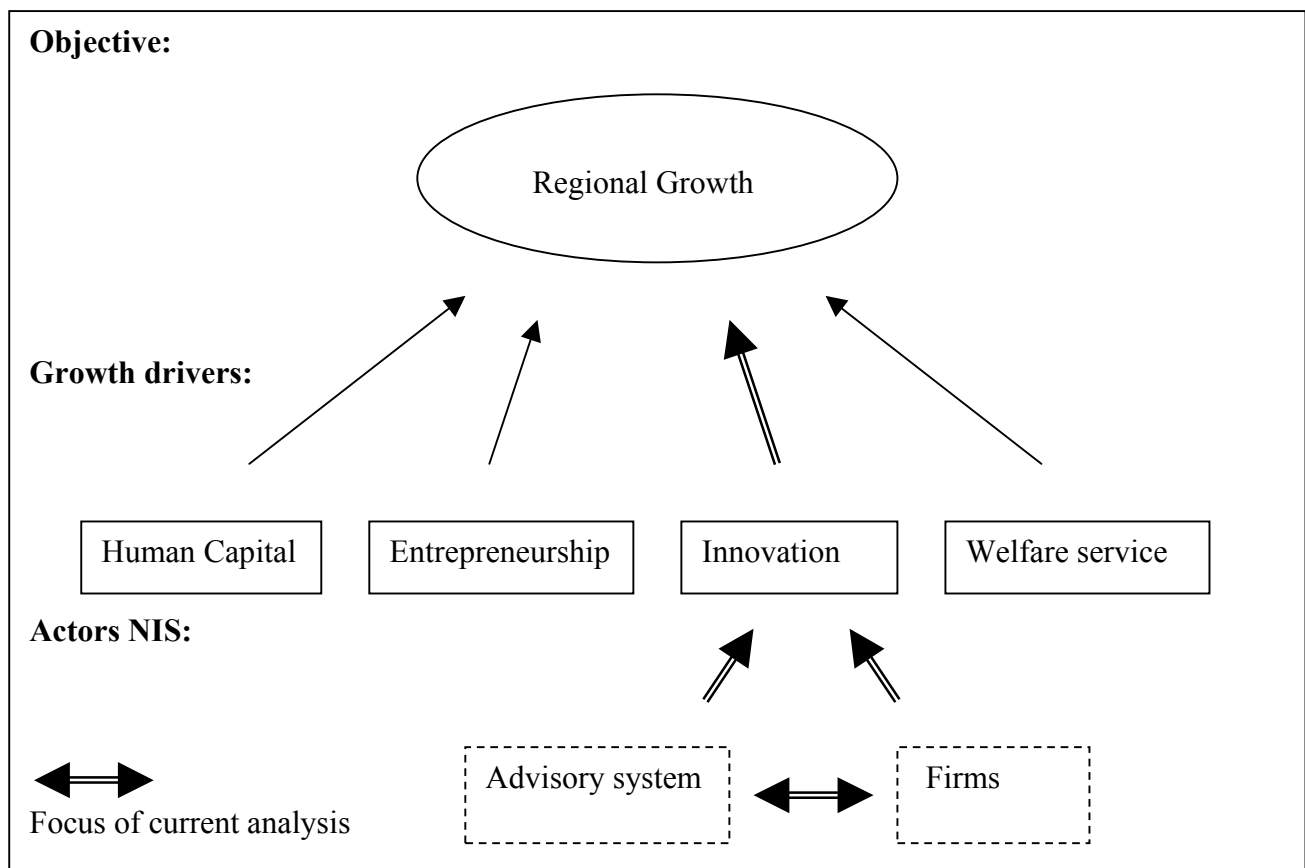 Objective:
Regional Growth
Growth drivers:
Human Capital
Entrepreneurship
Innovation
Welfare service
Actors NIS:
Advisory system
Firms
Focus of current analysis